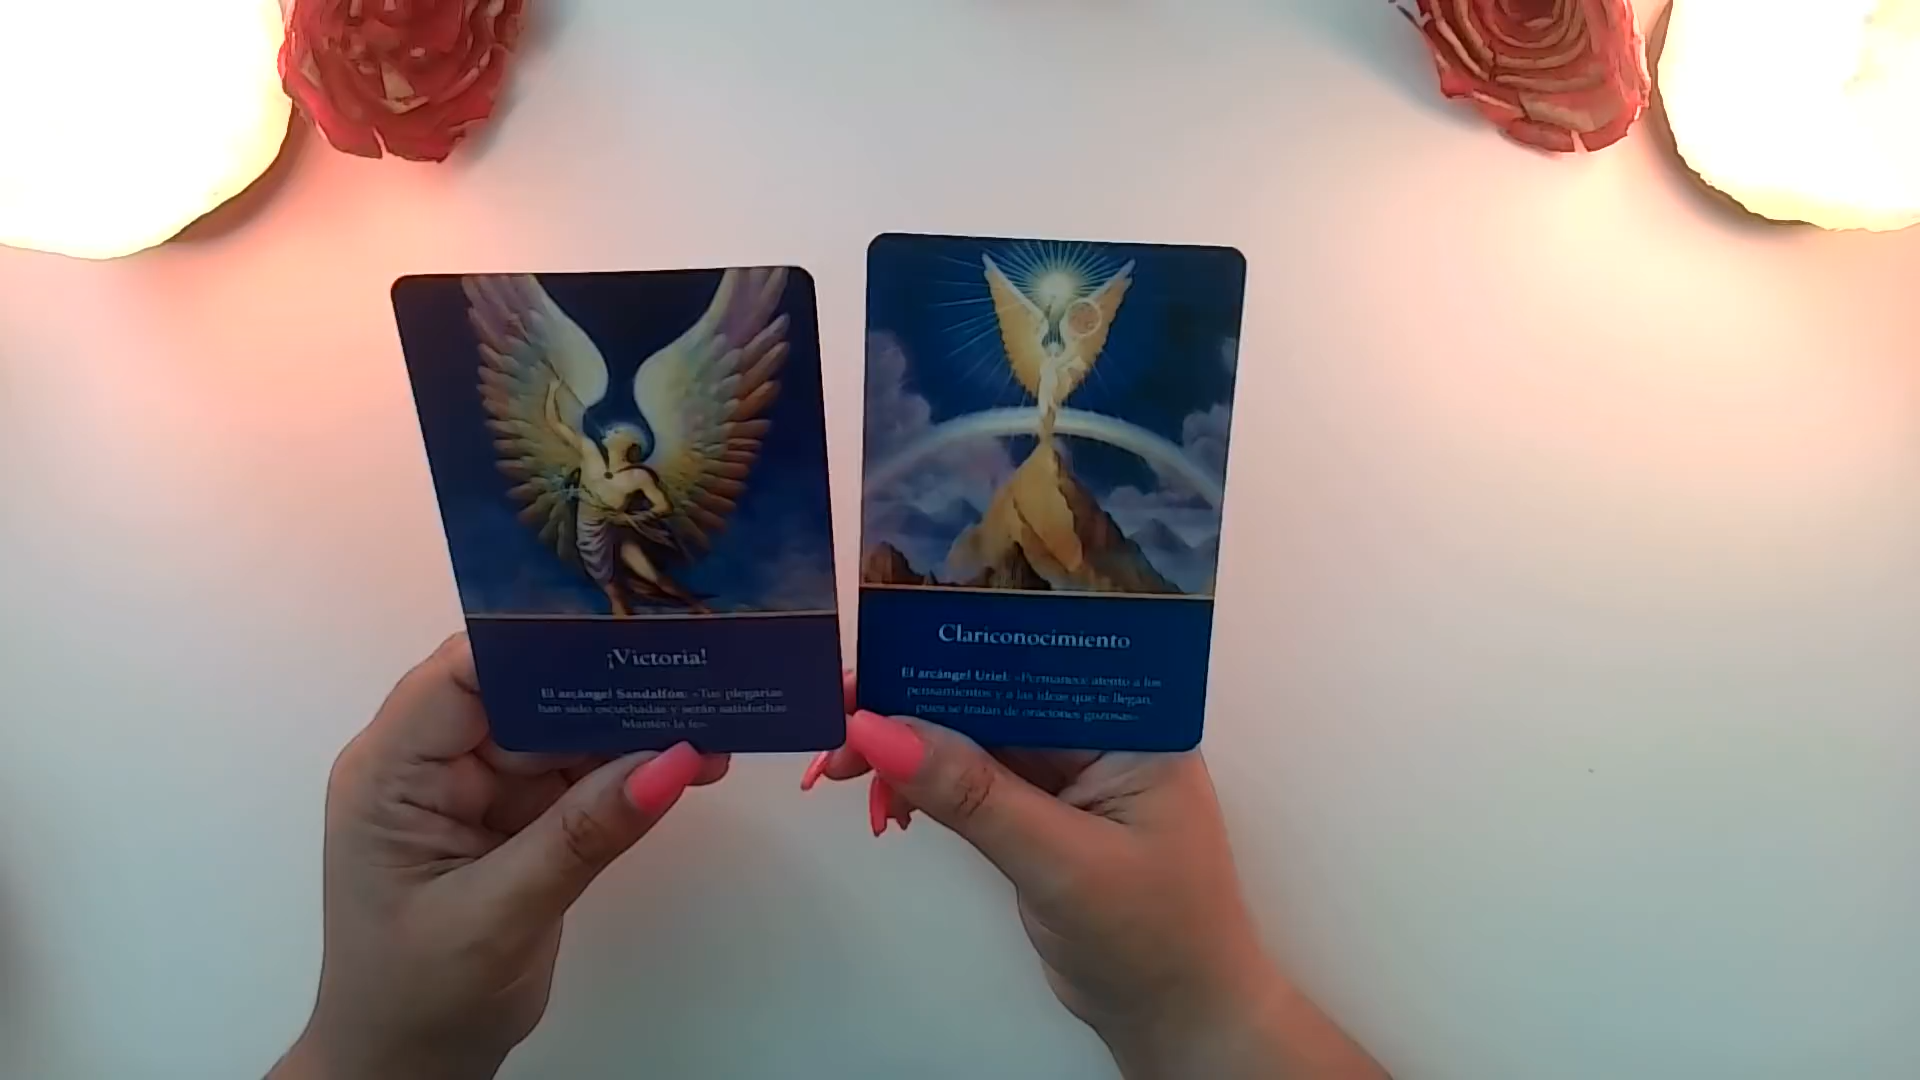 ¡Victoria!
El arcángel Sandalfón: «Tus plegarias
han sido escuchadas y serán satisfechas
Mantén la fe».
Clariconocimiento
El arcángel Uriel: «Permanece atento a los
pensamientos y a las ideas que te llegan,
pues se tratan de oraciones gozosas».